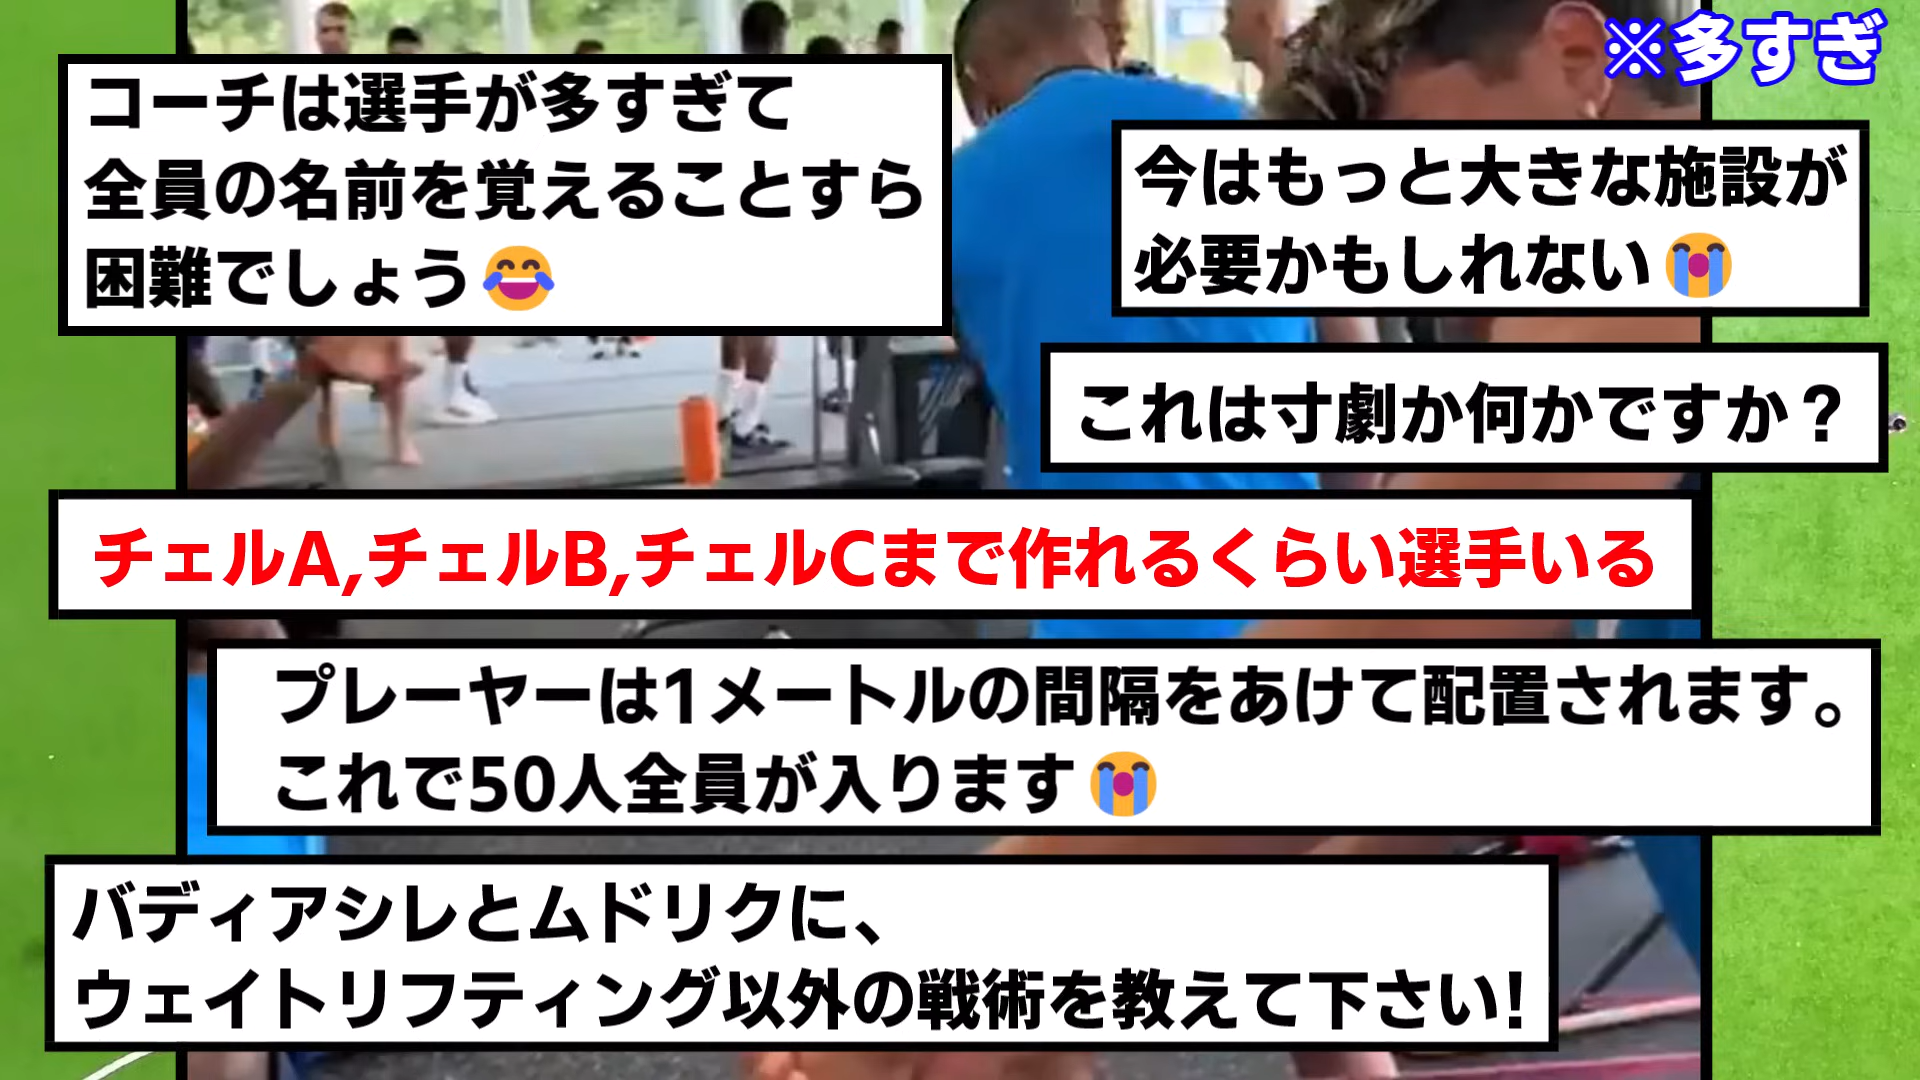 ※多すぎ
コーチは選手が多すぎて
全員の名前を覚えることすら
困難でしょう😂
今はもっと大きな施設が
必要かもしれない😭
これは寸劇か何かですか？
チェルA,チェルB,チェルCまで作れるくらい選手いる
プレーヤーは1メートルの間隔をあけて配置されます。
これで50人全員が入ります😭
バディアシレとムドリクに、
ウェイトリフティング以外の戦術を教えて下さい!